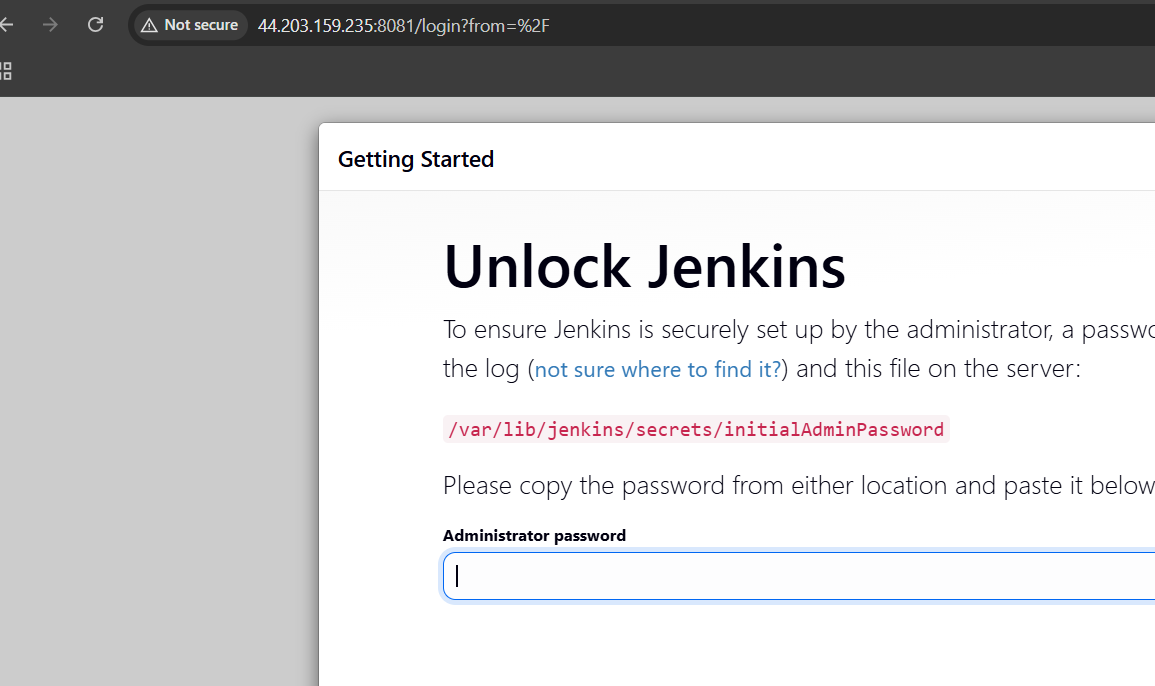 Not secure 44.203.159.235:8081/login?from=%2F
Getting Started
Unlock Jenkins
To ensure Jenkins is securely set up by the administrator, a passwo
the log (not sure where to find it?) and this file on the server:
/var/lib/jenkins/secrets/initialAdminPassword
Please copy the password from either location and paste it below
Administrator password